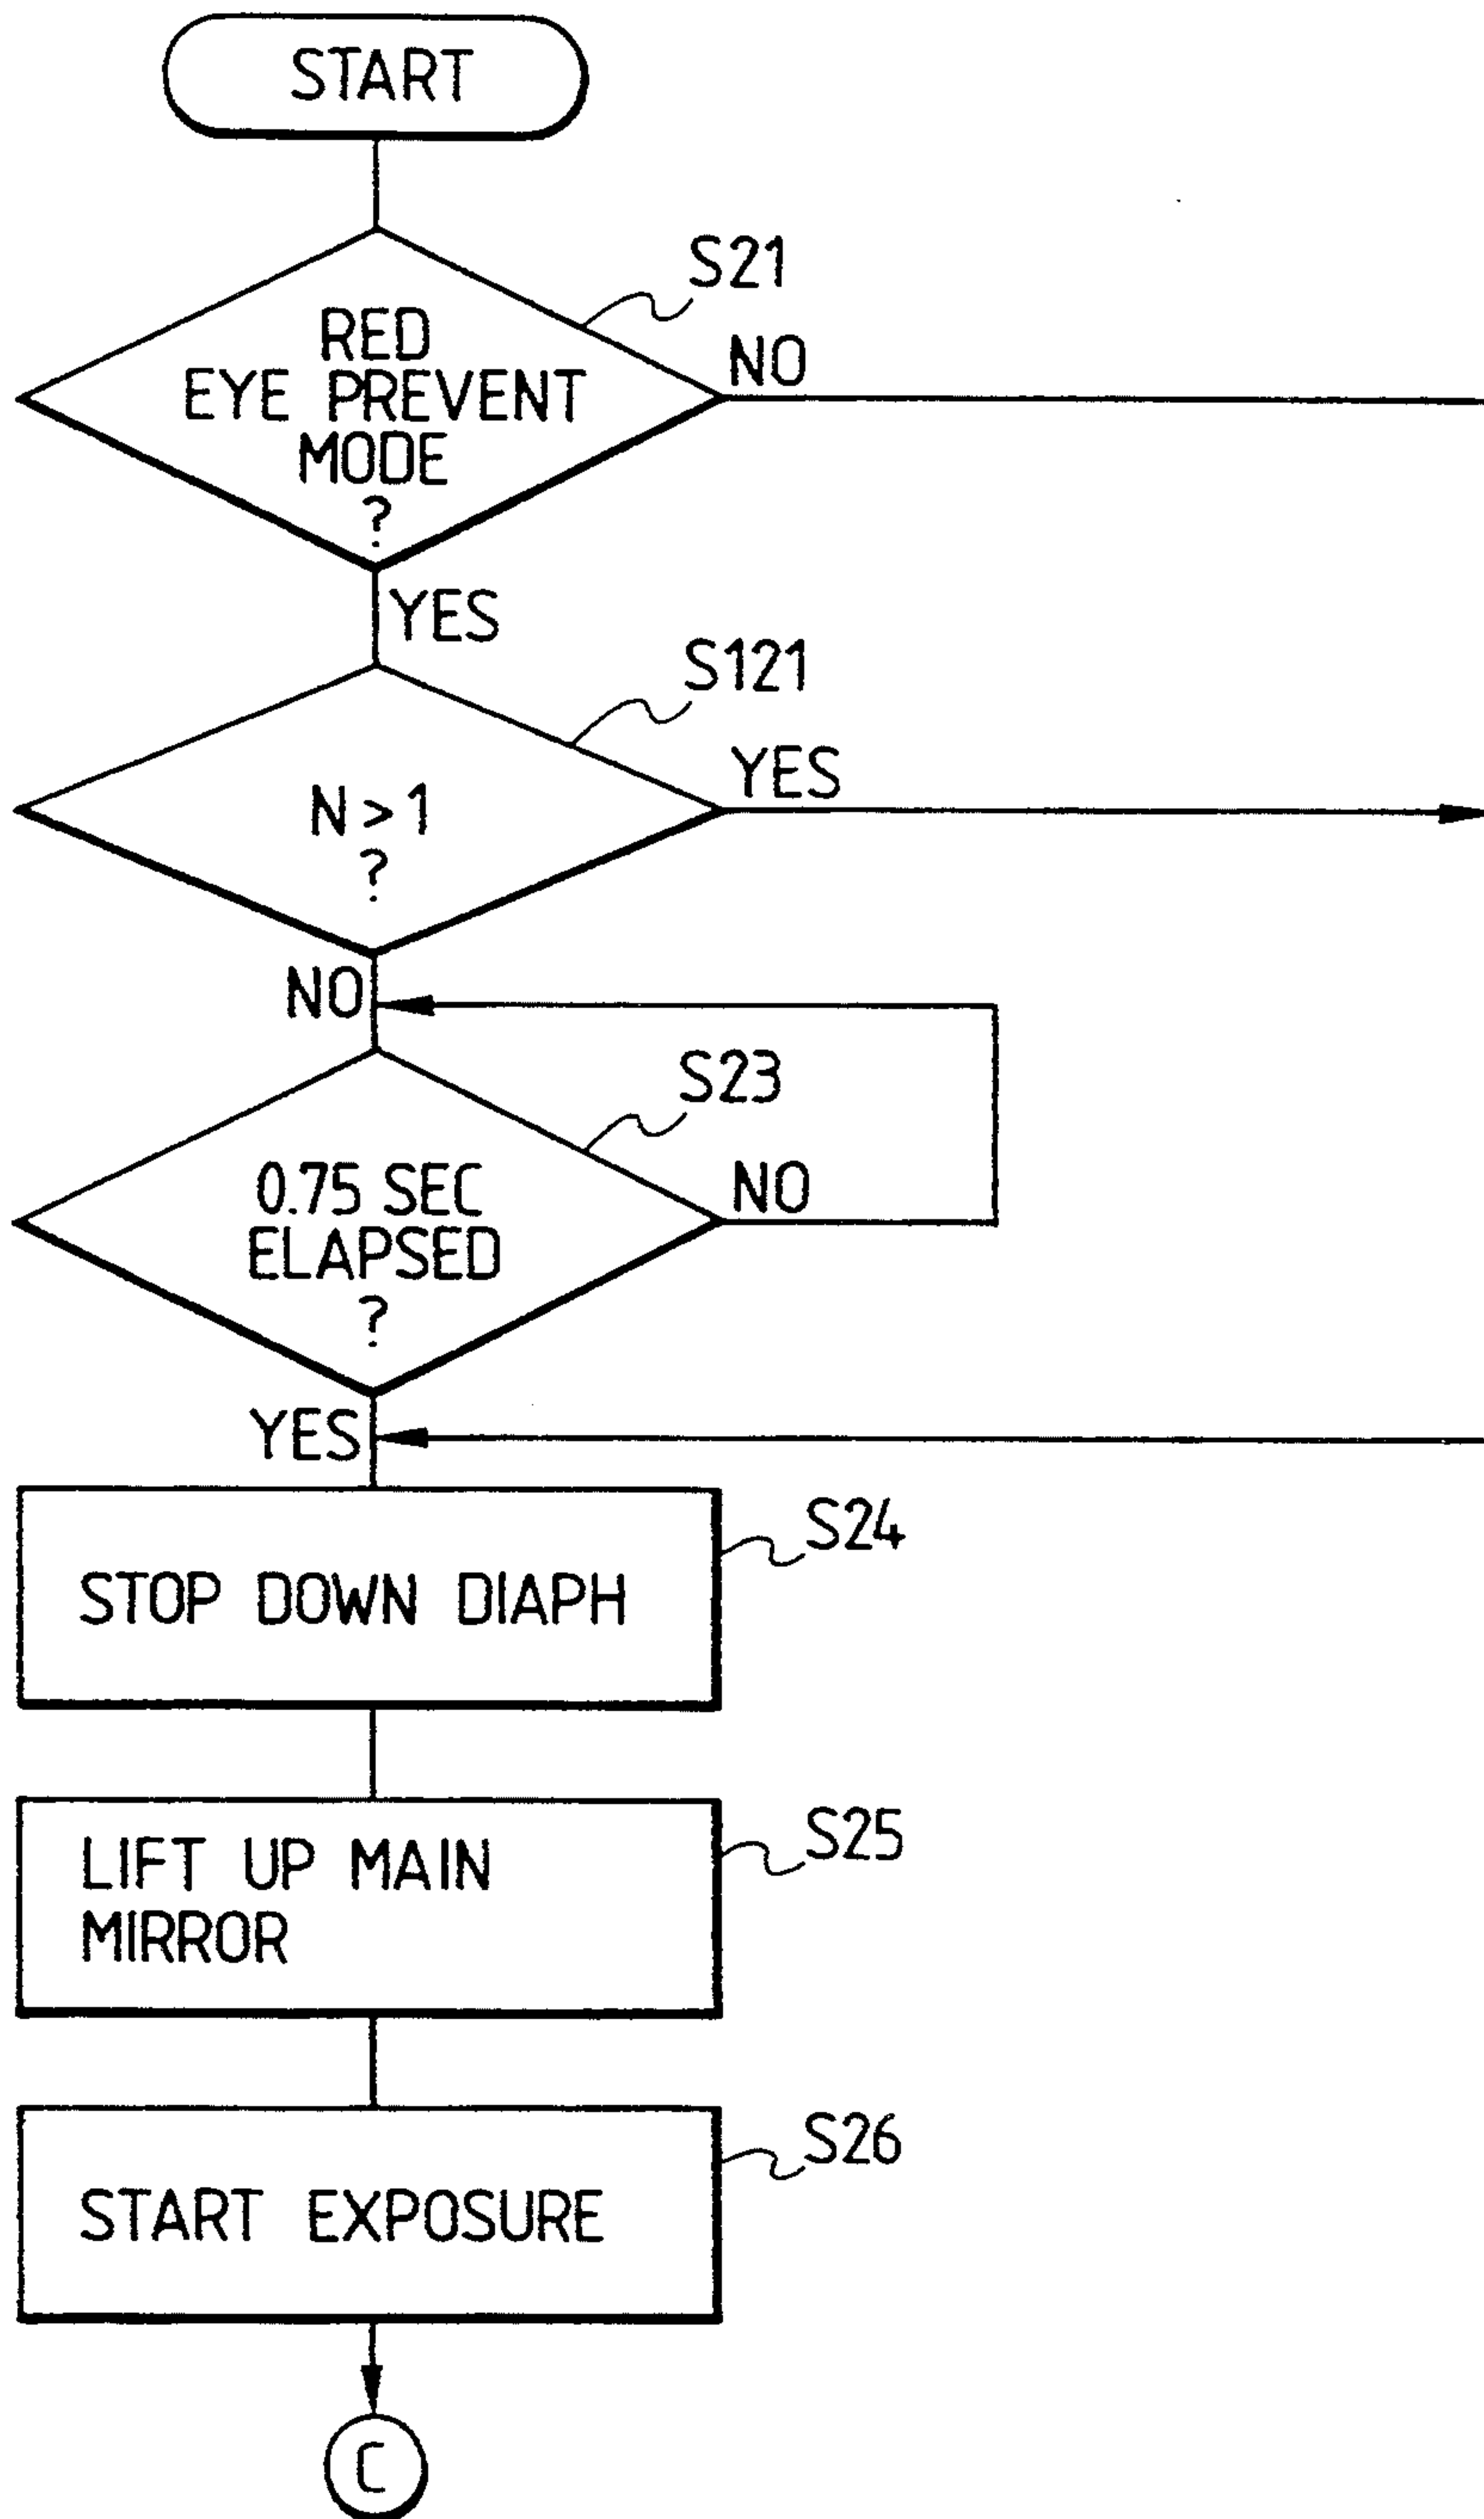 START
S21
RED
EYE PREVENT
MODE
?
NO
YES
S121
N > 1
?
YES
NO
S23
0.75 SEC
ELAPSED
?
NO
YES
S24
STOP DOWN DIAPH
S25
LIFT UP MAIN
MIRROR
S26
START EXPOSURE
C